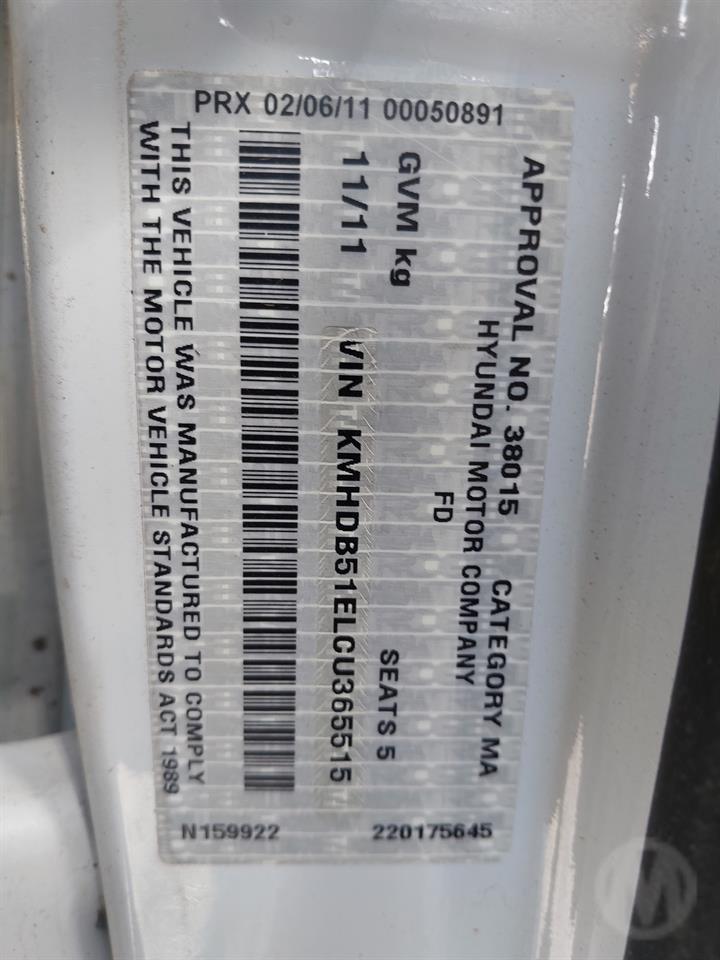 APPROVAL NO. 38015 CATEGORY MA
HYUNDAI MOTOR COMPANY
FD
GVM kg SEATS 5
11/11 VIN KMHDB51ELCU365515
THIS VEHICLE WAS MANUFACTURED TO COMPLY
WITH THE MOTOR VEHICLE STANDARDS ACT 1989
PRX 02/06/11 00050891
N159922 220175645
M